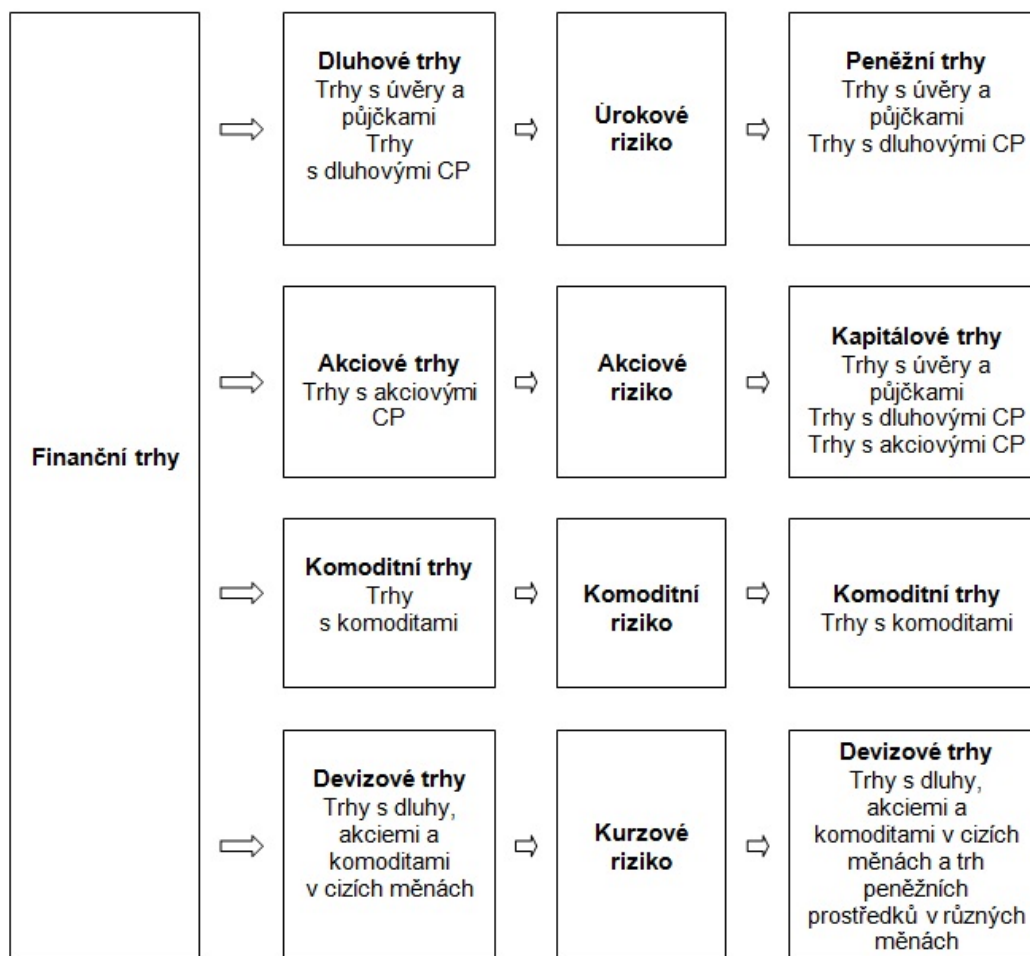 Finanční trhy
Dluhové trhy
Trhy s úvěry a
půjčkami
Trhy
s dluhovými CP
Úrokové
riziko
Peněžní trhy
Trhy s úvěry a
půjčkami
Trhy s dluhovými CP
Akciové trhy
Trhy s akciovými
CP
Akciové
riziko
Kapitálové trhy
Trhy s úvěry a
půjčkami
Trhy s dluhovými CP
Trhy s akciovými CP
Komoditní trhy
Trhy
s komoditami
Komoditní
riziko
Komoditní trhy
Trhy s komoditami
Devizové trhy
Trhy s dluhy,
akciemi a
komoditami
v cizích měnách
Kurzové
riziko
Devizové trhy
Trhy s dluhy,
akciemi a
komoditami v cizích
měnách a trh
peněžních
prostředků v různých
měnách